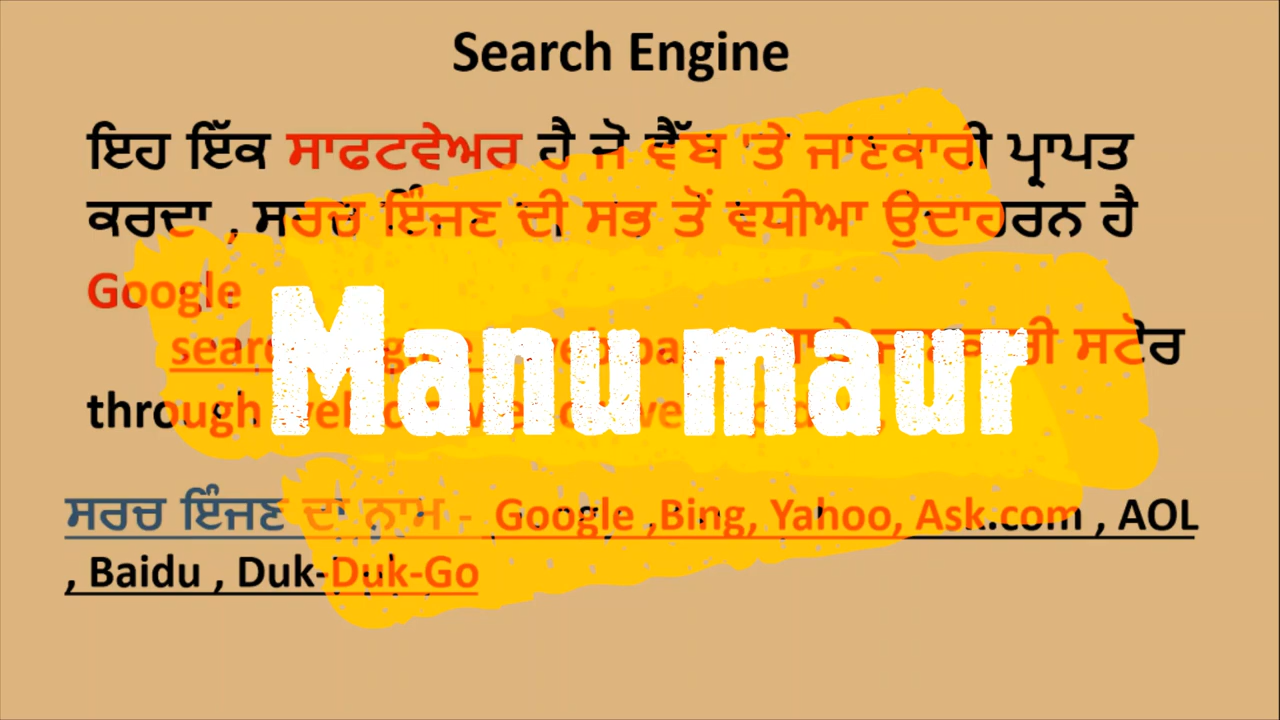 Search Engine
ਇਹ ਇੱਕ ਸਾਫਟਵੇਅਰ ਹੈ ਜੋ ਵੈੱਬ 'ਤੇ ਜਾਣਕਾਰੀ ਪ੍ਰਾਪਤ
ਕਰਦਾ , ਸਰਚ ਇੰਜਣ ਦੀ ਸਭ ਤੋਂ ਵਧੀਆ ਉਦਾਹਰਨ ਹੈ
Google
ਸਟੋਰ
through
Manu maur
ਸਰਚ ਇੰਜਣ ਦਾ ਨਾਮ - Google ,Bing, Yahoo, Ask.com , AOL
, Baidu , Duk-Duk-Go